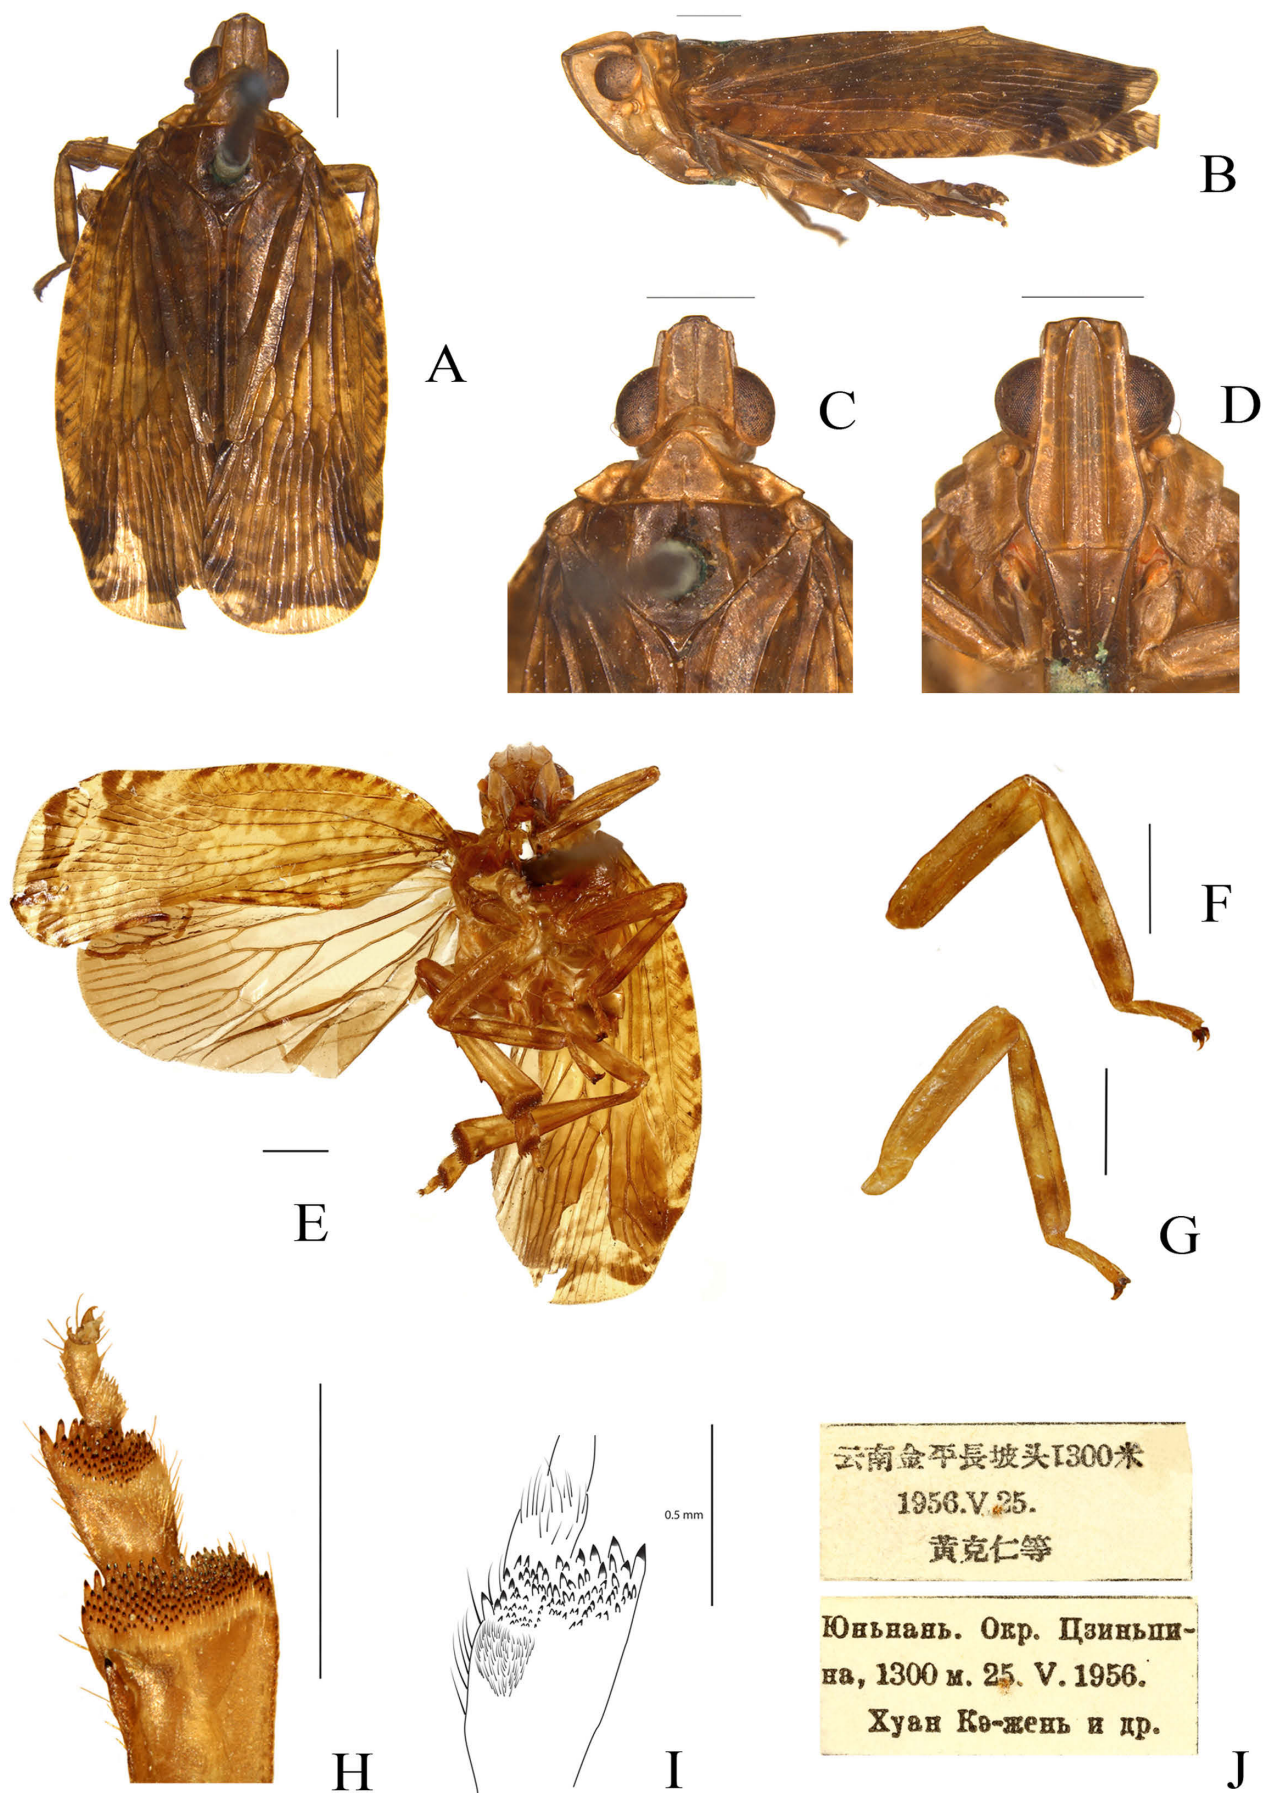 A
B
C
D
E
F
G
H
I
0.5 mm
云南金平長坡头1300米
1956.V.25.
黃克仁等
Юньнань. Окр. Цзиньпи-
на, 1300 м. 25. V. 1956.
Хуан Кэ-жень и др.
J